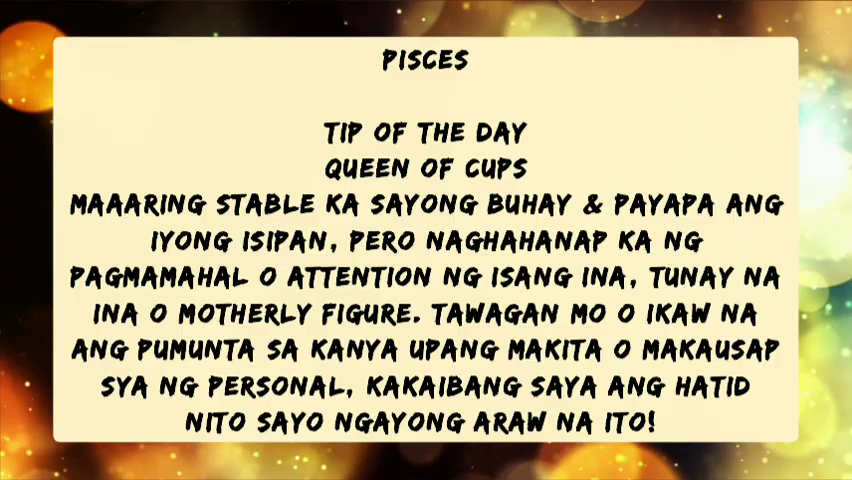 PISCES
TIP OF THE DAY
QUEEN OF CUPS
MAAARING STABLE KA SAYONG BUHAY & PAYAPA ANG
IYONG ISIPAN, PERO NAGHAHANAP KA NG
PAGMAMAHAL O ATTENTION NG ISANG INA, TUNAY NA
INA O MOTHERLY FIGURE. TAWAGAN MO O IKAW NA
ANG PUMUNTA SA KANYA UPANG MAKITA O MAKAUSAP
SYA NG PERSONAL, KAKAIBANG SAYA ANG HATID
NITO SAYO NGAYONG ARAW NA ITO!